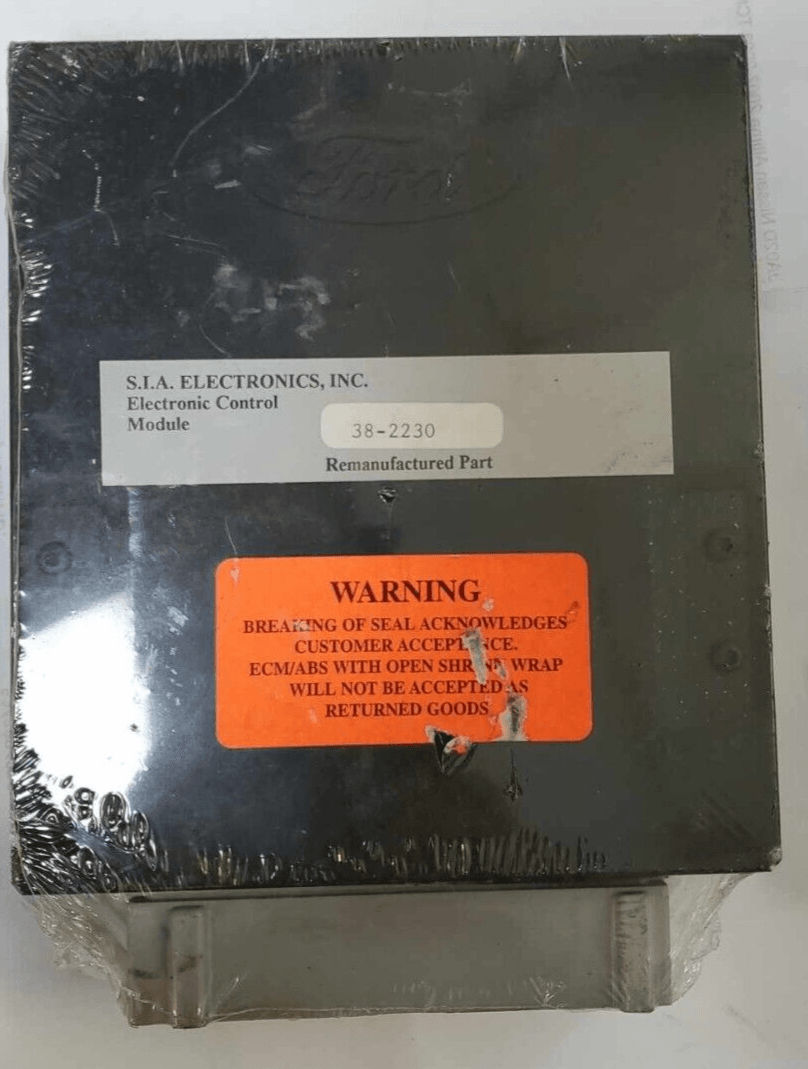 Ford
S.I.A. ELECTRONICS, INC.
Electronic Control
Module
38-2230
Remanufactured Part
WARNING
BREAKING OF SEAL ACKNOWLEDGES
CUSTOMER ACCEPTANCE.
ECM/ABS WITH OPEN SHRINK WRAP
WILL NOT BE ACCEPTED AS
RETURNED GOODS